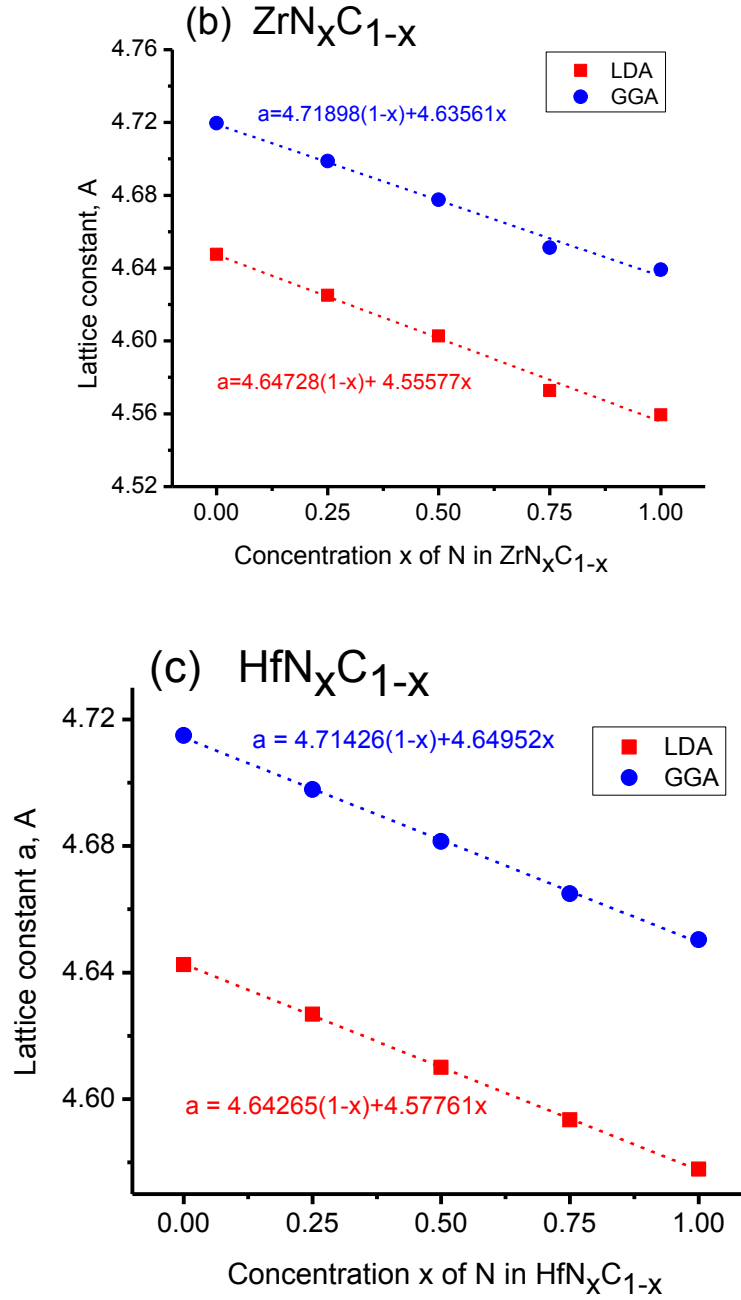 (b) ZrNxC1-x
4.76
4.72
4.68
4.64
4.60
4.56
4.52
Lattice constant, A
LDA
GGA
a=4.71898(1-x)+4.63561x
a=4.64728(1-x)+ 4.55577x
0.00 0.25 0.50 0.75 1.00
Concentration x of N in ZrNxC1-x
(c) HfNxC1-x
4.72
4.68
4.64
4.60
Lattice constant a, A
a = 4.71426(1-x)+4.64952x
LDA
GGA
a = 4.64265(1-x)+4.57761x
0.00 0.25 0.50 0.75 1.00
Concentration x of N in HfNxC1-x